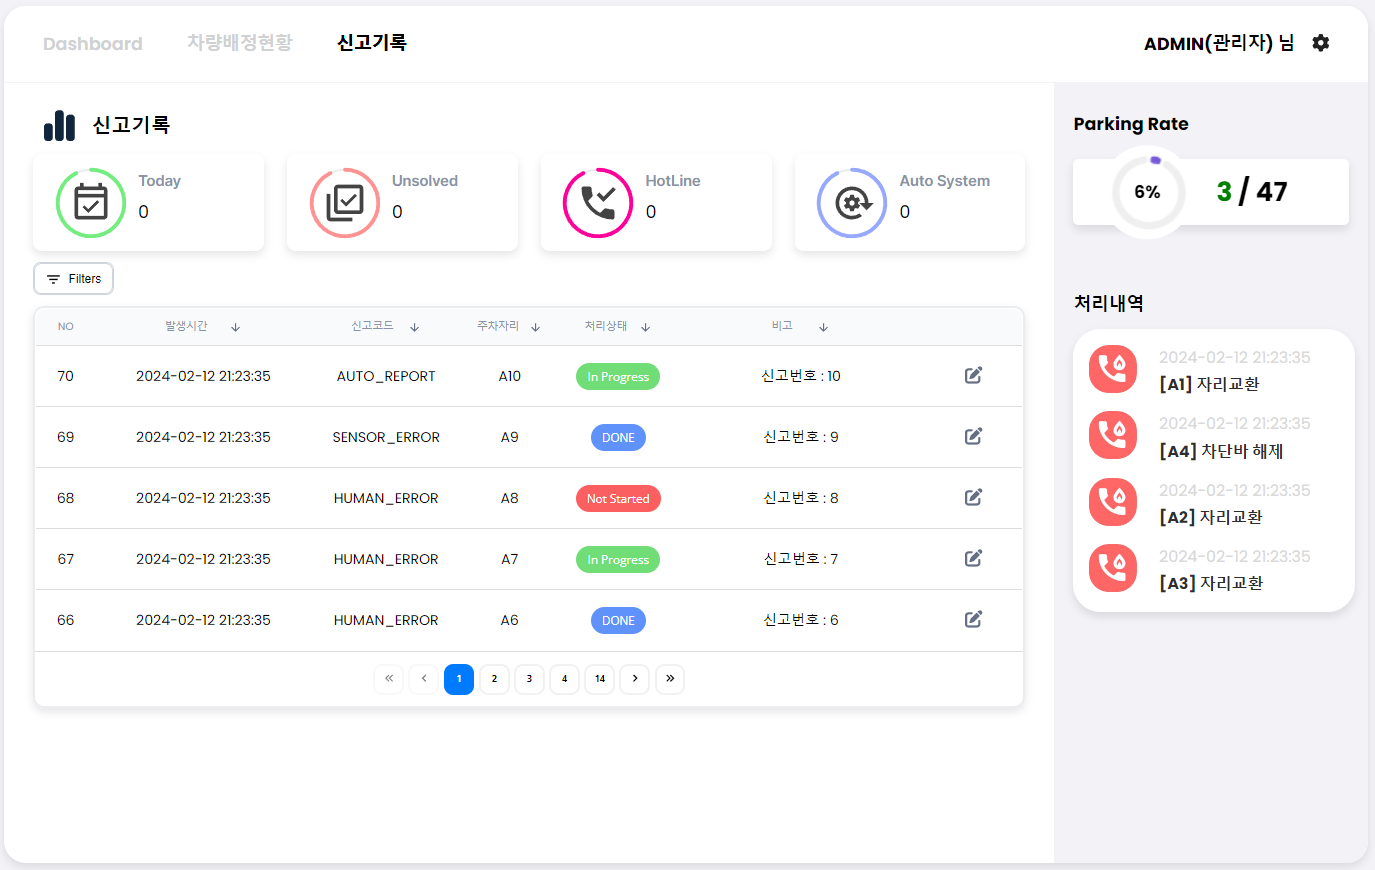 Dashboard 차량배정현황 신고기록 ADMIN(관리자) 님
신고기록
Today
0
Unsolved
0
HotLine
0
Auto System
0
Filters
NO 발생시간 신고코드 주차자리 처리상태 비고
70 2024-02-12 21:23:35 AUTO_REPORT A10 In Progress 신고번호 : 10
69 2024-02-12 21:23:35 SENSOR_ERROR A9 DONE 신고번호 : 9
68 2024-02-12 21:23:35 HUMAN_ERROR A8 Not Started 신고번호 : 8
67 2024-02-12 21:23:35 HUMAN_ERROR A7 In Progress 신고번호 : 7
66 2024-02-12 21:23:35 HUMAN_ERROR A6 DONE 신고번호 : 6
« ‹ 1 2 3 4 14 › »
Parking Rate
6% 3 / 47
처리내역
2024-02-12 21:23:35
[A1] 자리교환
2024-02-12 21:23:35
[A4] 차단바 해제
2024-02-12 21:23:35
[A2] 자리교환
2024-02-12 21:23:35
[A3] 자리교환